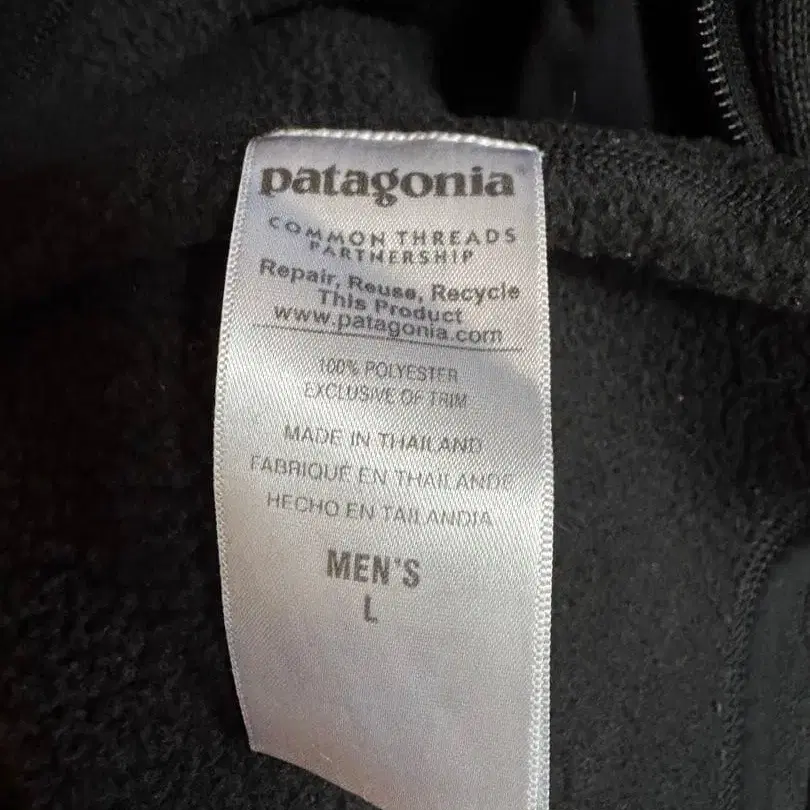 patagonia
COMMON THREADS
PARTNERSHIP
Repair, Reuse, Recycle
This Product
www.patagonia.com
100% POLYESTER
EXCLUSIVE OF TRIM
MADE IN THAILAND
FABRIQUÉ EN THAILANDE
HECHO EN TAILANDIA
MEN'S
L